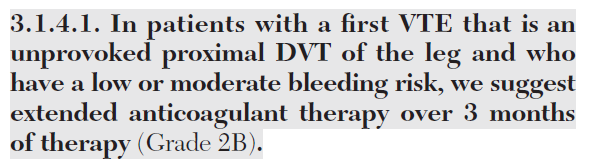 3.1.4.1. In patients with a first VTE that is an
unprovoked proximal DVT of the leg and who
have a low or moderate bleeding risk, we suggest
extended anticoagulant therapy over 3 months
of therapy (Grade 2B).